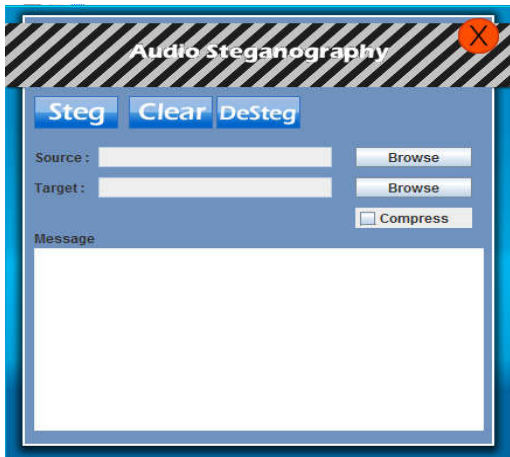 X
Audio Steganography
Steg Clear DeSteg
Source : Browse
Target : Browse
Compress
Message